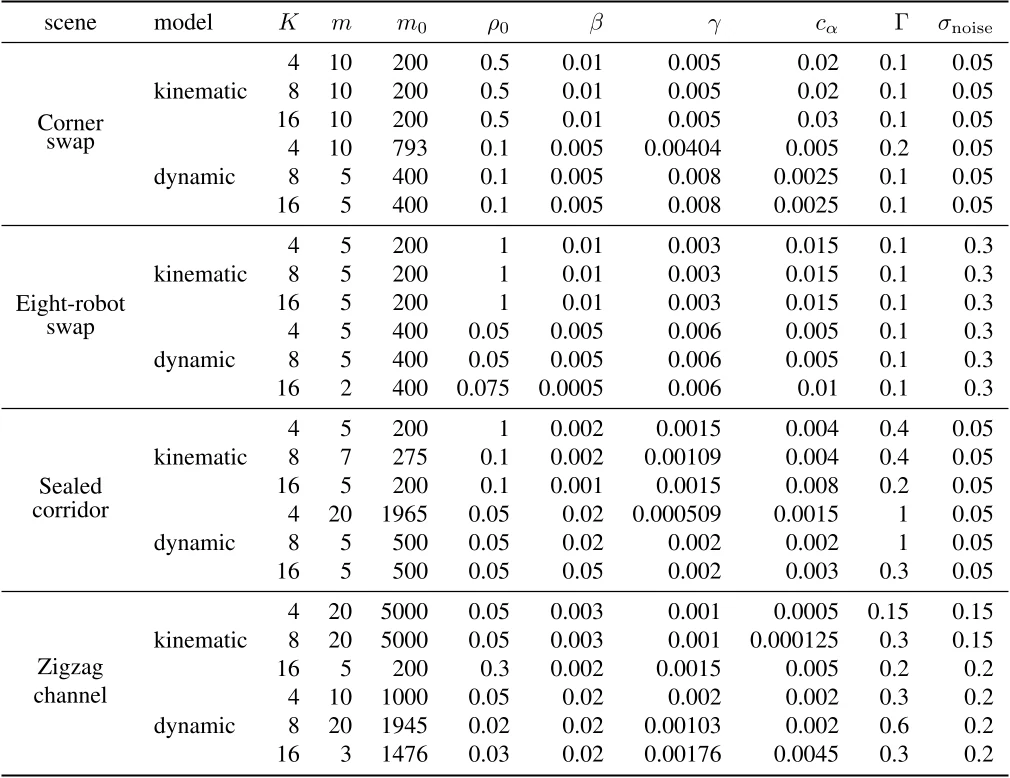 scene model K m m₀ ρ₀ β γ cα Γ σnoise
4 10 200 0.5 0.01 0.005 0.02 0.1 0.05
kinematic 8 10 200 0.5 0.01 0.005 0.02 0.1 0.05
16 10 200 0.5 0.01 0.005 0.03 0.1 0.05
Corner
swap
4 10 793 0.1 0.005 0.00404 0.005 0.2 0.05
dynamic 8 5 400 0.1 0.005 0.008 0.0025 0.1 0.05
16 5 400 0.1 0.005 0.008 0.0025 0.1 0.05
4 5 200 1 0.01 0.003 0.015 0.1 0.3
kinematic 8 5 200 1 0.01 0.003 0.015 0.1 0.3
16 5 200 1 0.01 0.003 0.015 0.1 0.3
Eight-robot
swap
4 5 400 0.05 0.005 0.006 0.005 0.1 0.3
dynamic 8 5 400 0.05 0.005 0.006 0.005 0.1 0.3
16 2 400 0.075 0.0005 0.006 0.01 0.1 0.3
4 5 200 1 0.002 0.0015 0.004 0.4 0.05
kinematic 8 7 275 0.1 0.002 0.00109 0.004 0.4 0.05
16 5 200 0.1 0.001 0.0015 0.008 0.2 0.05
Sealed
corridor
4 20 1965 0.05 0.02 0.000509 0.0015 1 0.05
dynamic 8 5 500 0.05 0.02 0.002 0.002 1 0.05
16 5 500 0.05 0.05 0.002 0.003 0.3 0.05
4 20 5000 0.05 0.003 0.001 0.0005 0.15 0.15
kinematic 8 20 5000 0.05 0.003 0.001 0.000125 0.3 0.15
16 5 200 0.3 0.002 0.0015 0.005 0.2 0.2
Zigzag
channel
4 10 1000 0.05 0.02 0.002 0.002 0.3 0.2
dynamic 8 20 1945 0.02 0.02 0.00103 0.002 0.6 0.2
16 3 1476 0.03 0.02 0.00176 0.0045 0.3 0.2